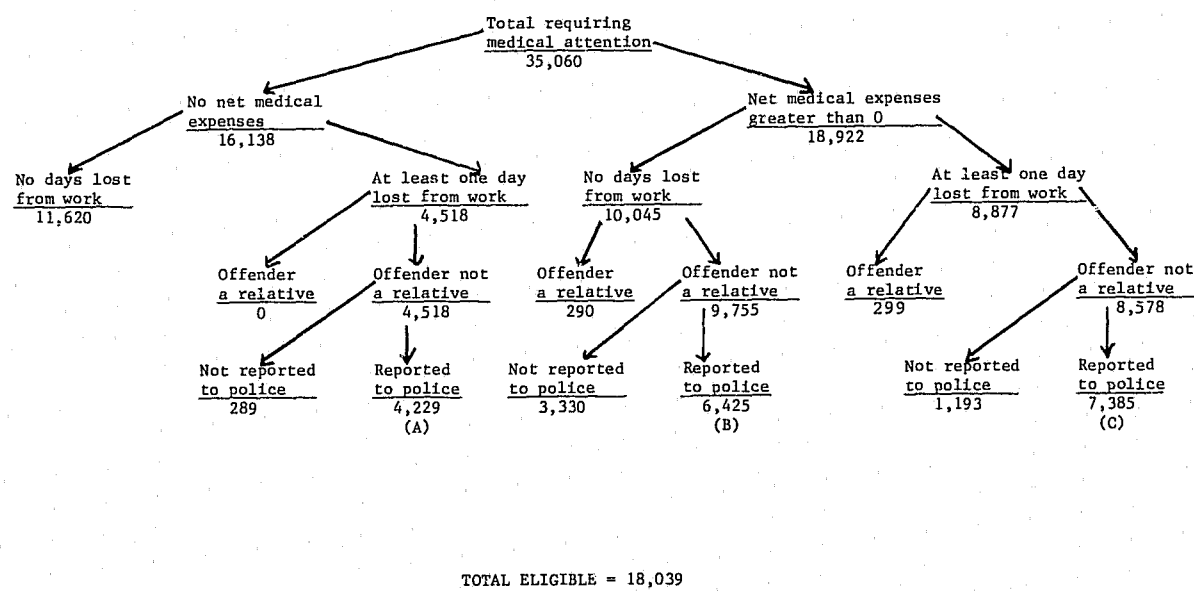 Total requiring
medical attention
35,060
No net medical
expenses
16,138
Net medical expenses
greater than 0
18,922
No days lost
from work
11,620
At least one day
lost from work
4,518
No days lost
from work
10,045
At least one day
lost from work
8,877
Offender
a relative
0
Offender not
a relative
4,518
Offender
a relative
290
Offender not
a relative
9,755
Offender
a relative
299
Offender not
a relative
8,578
Not reported
to police
289
Reported
to police
4,229
(A)
Not reported
to police
3,330
Reported
to police
6,425
(B)
Not reported
to police
1,193
Reported
to police
7,385
(C)
TOTAL ELIGIBLE = 18,039